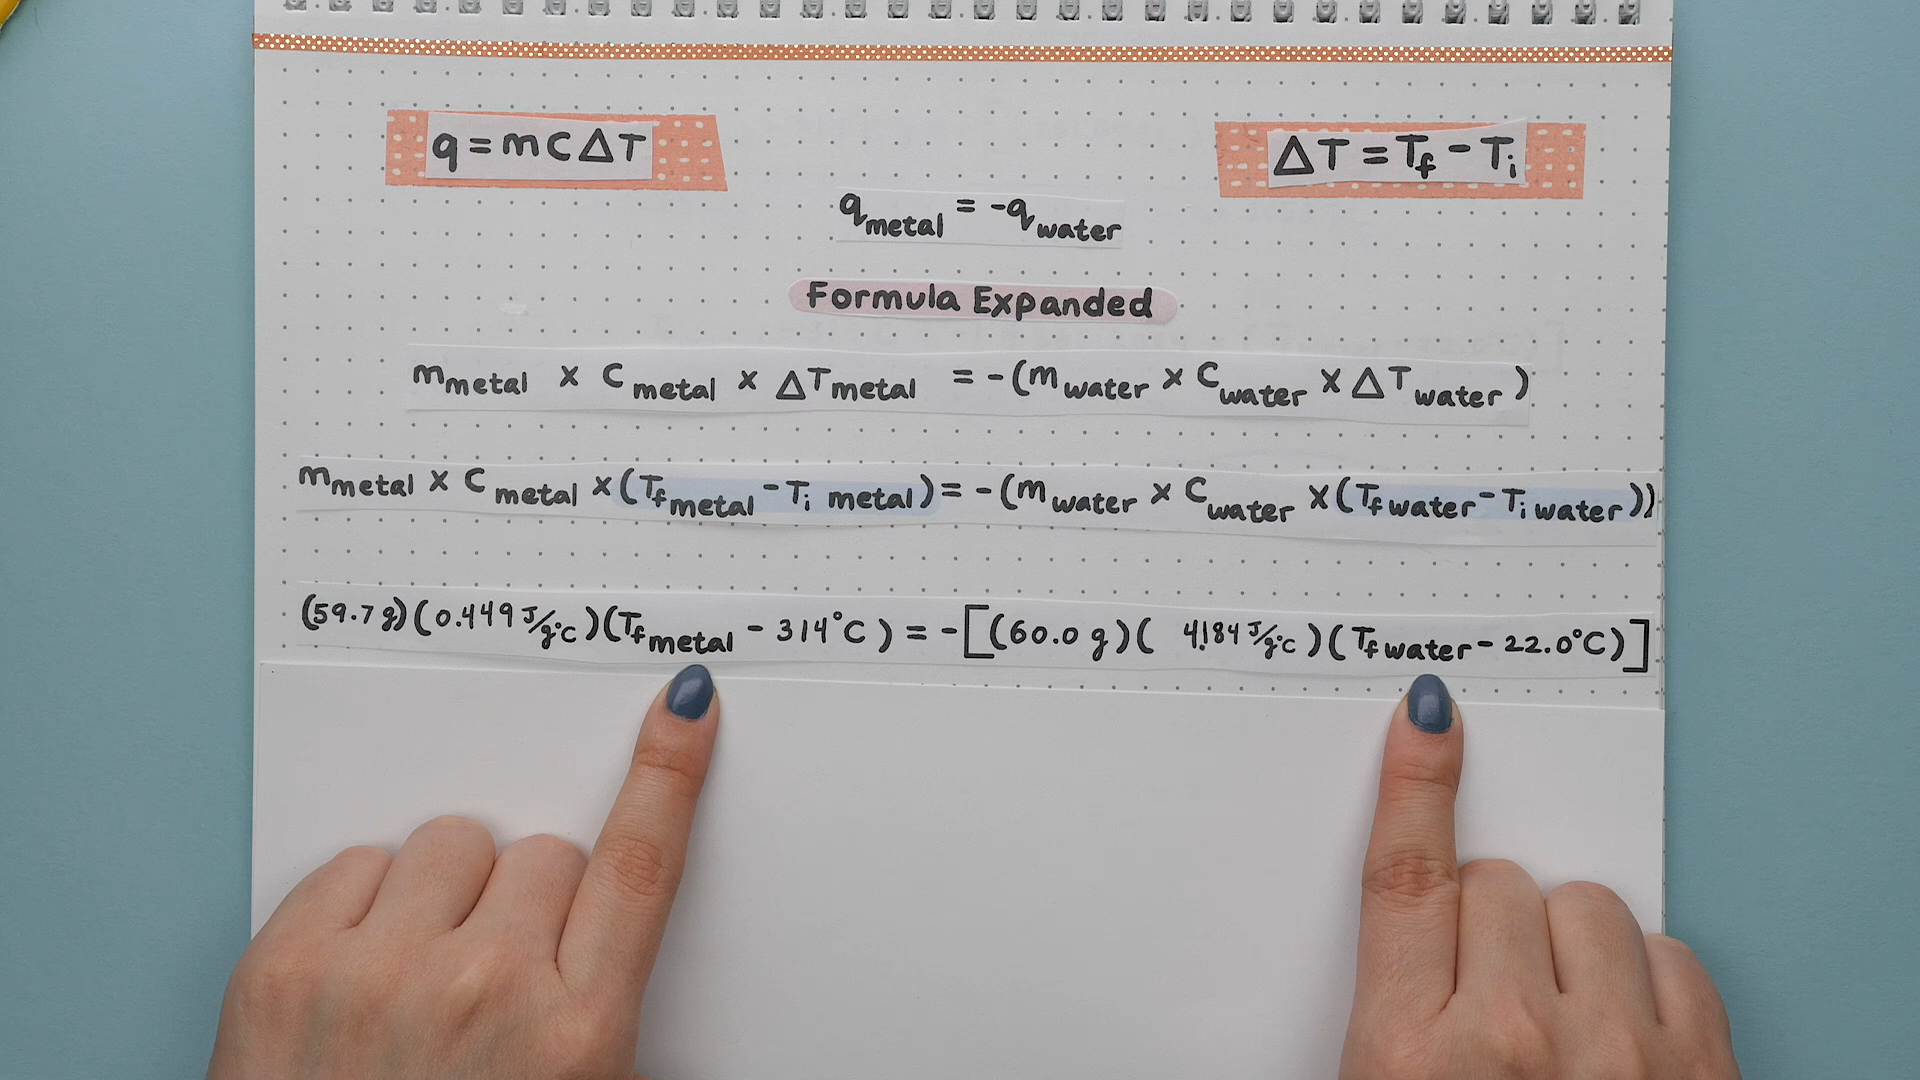 q = mCΔT
ΔT = Tf - Ti
qmetal = -qwater
Formula Expanded
mmetal x Cmetal x ΔTmetal = -(mwater x Cwater x ΔTwater)
mmetal x Cmetal x (Tf metal - Ti metal) = -(mwater x Cwater x (Tf water - Ti water))
(59.7 g)(0.449 J/g°C)(Tf metal - 314°C) = -[(60.0 g)( 4.184 J/g°C)(Tf water - 22.0°C)]